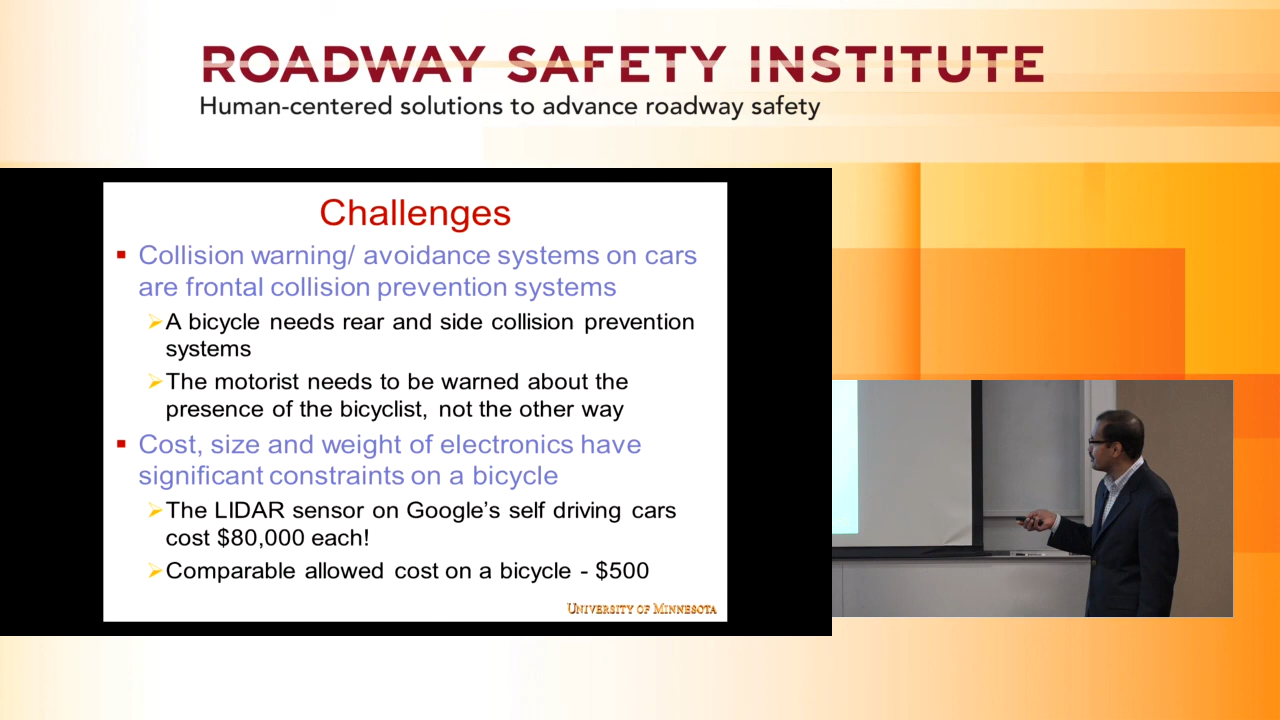 ROADWAY SAFETY INSTITUTE
Human-centered solutions to advance roadway safety
Challenges
Collision warning/ avoidance systems on cars
are frontal collision prevention systems
A bicycle needs rear and side collision prevention
systems
The motorist needs to be warned about the
presence of the bicyclist, not the other way
Cost, size and weight of electronics have
significant constraints on a bicycle
The LIDAR sensor on Google's self driving cars
cost $80,000 each!
Comparable allowed cost on a bicycle - $500
UNIVERSITY OF MINNESOTA